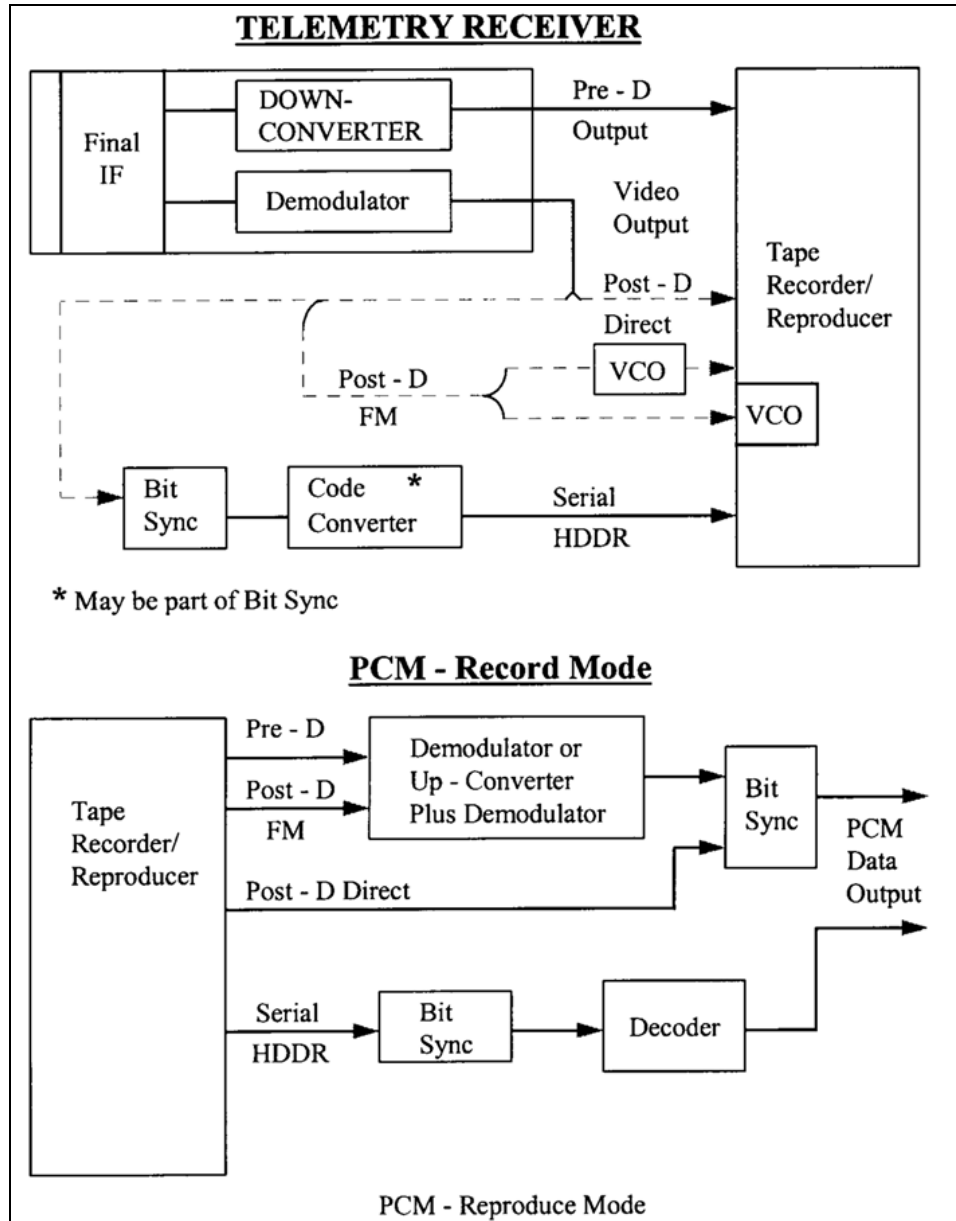 TELEMETRY RECEIVER
Final
IF
DOWN-
CONVERTER
Demodulator
Pre - D
Output
Video
Output
Post - D
Direct
Tape
Recorder/
Reproducer
VCO
Post - D
FM
VCO
Bit
Sync
Code *
Converter
Serial
HDDR
* May be part of Bit Sync
PCM - Record Mode
Tape
Recorder/
Reproducer
Pre - D
Post - D
FM
Demodulator or
Up - Converter
Plus Demodulator
Bit
Sync
PCM
Data
Output
Post - D Direct
Serial
HDDR
Bit
Sync
Decoder
PCM - Reproduce Mode